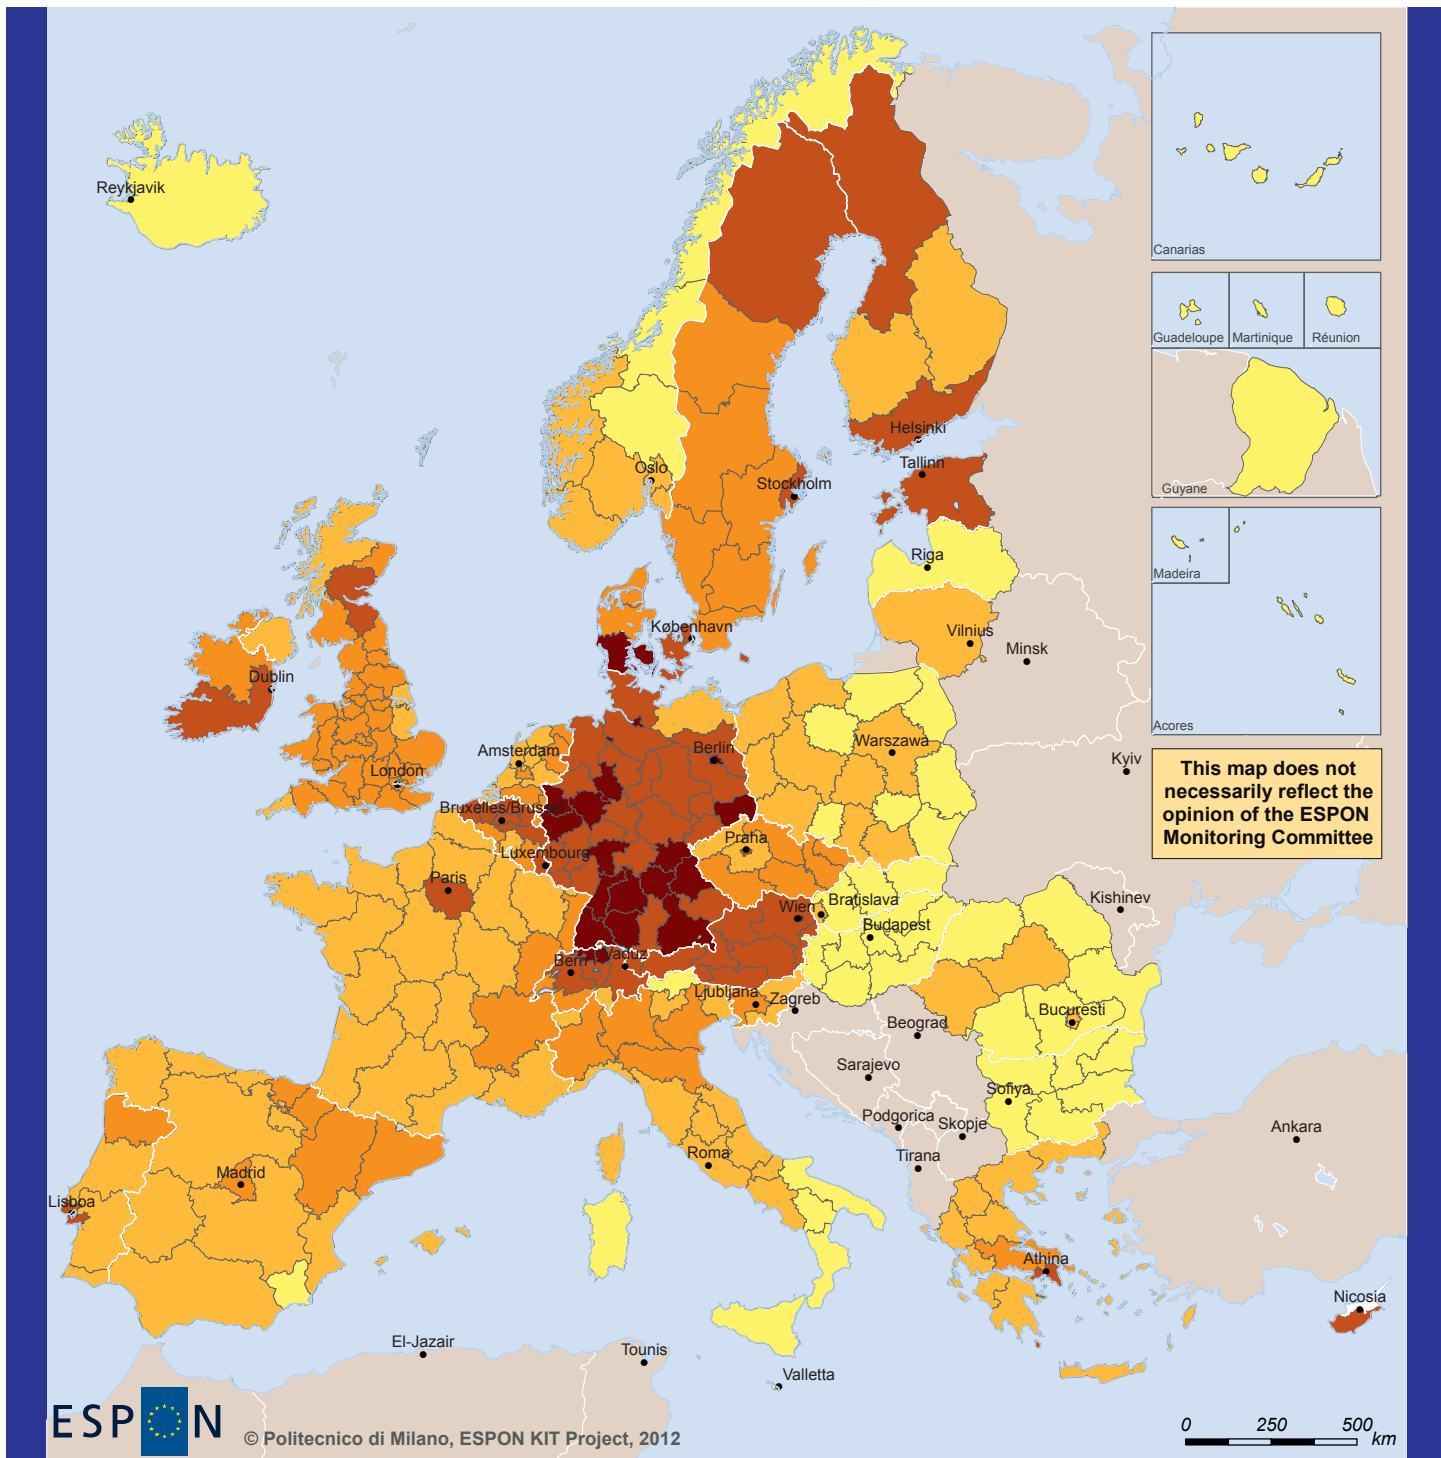 Reykjavik
Canarias
Guadeloupe
Martinique
Réunion
Guyane
Madeira
Acores
Helsinki
Tallinn
Oslo
Stockholm
Riga
København
Vilnius
Minsk
Dublin
London
Amsterdam
Berlin
Warszawa
Kyiv
This map does not
necessarily reflect the
opinion of the ESPON
Monitoring Committee
Bruxelles/Brussel
Luxembourg
Praha
Paris
Wien
Bratislava
Budapest
Kishinev
Bern
Vaduz
Ljubljana
Zagreb
Beograd
Bucuresti
Sarajevo
Sofiya
Podgorica
Skopje
Tirana
Ankara
Roma
Madrid
Lisboa
Athina
Nicosia
El-Jazair
Tounis
Valletta
ESPON
© Politecnico di Milano, ESPON KIT Project, 2012
0 250 500
km